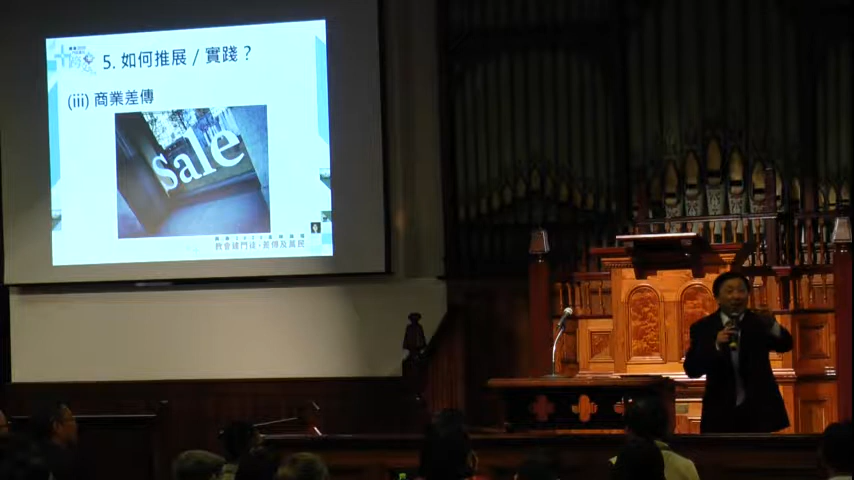 5. 如何推展 / 實踐？
(iii) 商業差傳
sale
教會建門徒・差傳及萬民